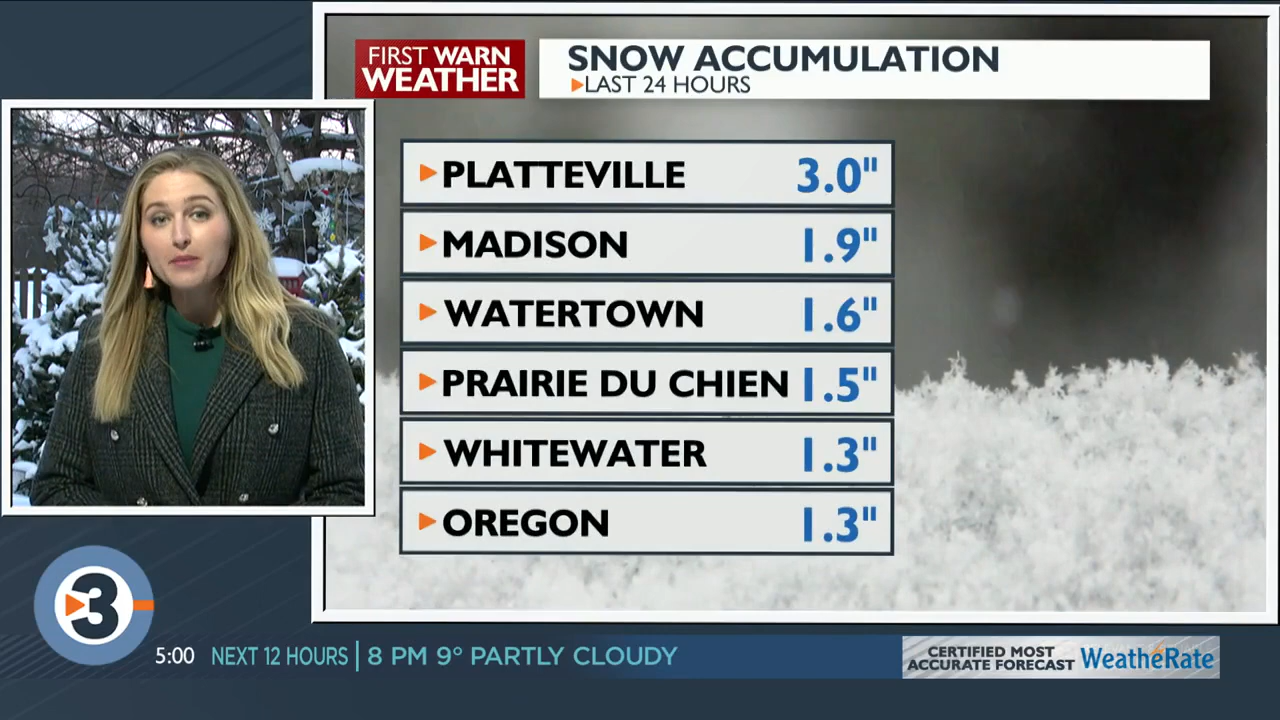 FIRST WARN
WEATHER
SNOW ACCUMULATION
LAST 24 HOURS
PLATTEVILLE 3.0"
MADISON 1.9"
WATERTOWN 1.6"
PRAIRIE DU CHIEN 1.5"
WHITEWATER 1.3"
OREGON 1.3"
3
5:00 NEXT 12 HOURS | 8 PM 9° PARTLY CLOUDY
CERTIFIED MOST
ACCURATE FORECAST WeatheRate